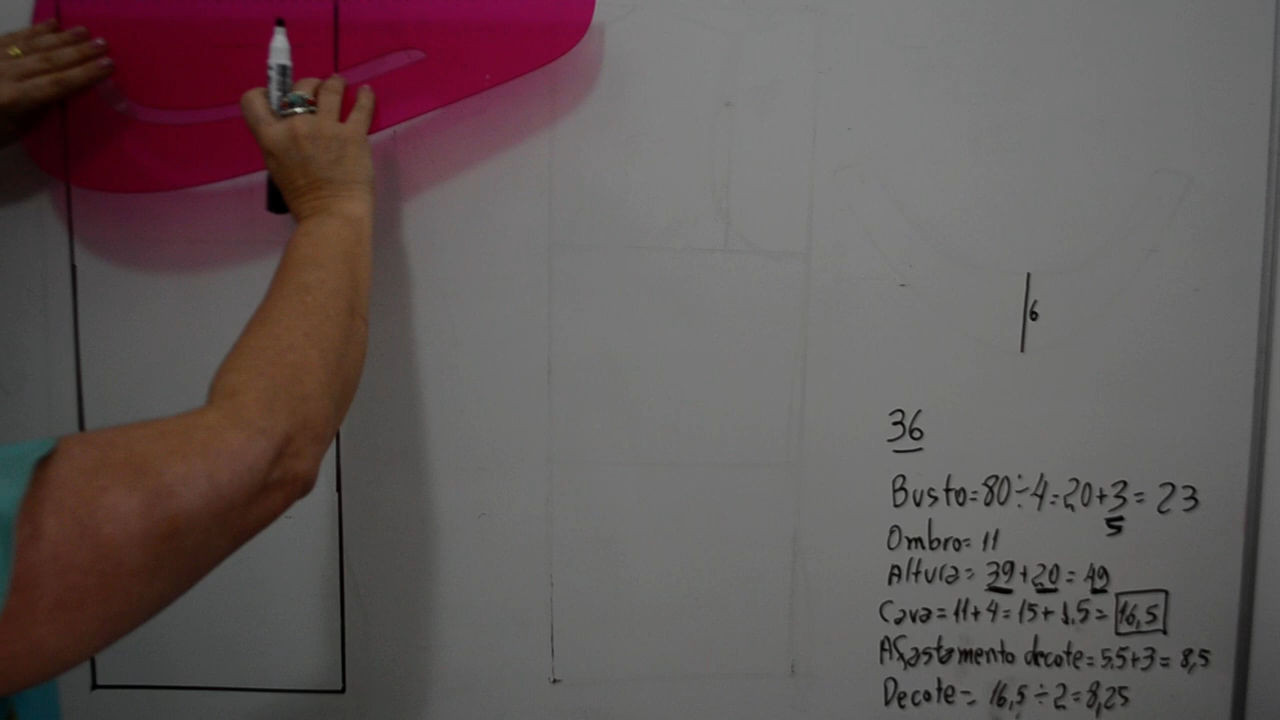 6
36
Busto=80÷4=20+3=23
5
Ombro=11
Altura=39+20=49
Cava=11+4=15+1.5=16,5
Afastamento decote=5.5+3=8,5
Decote=16,5÷2=8,25